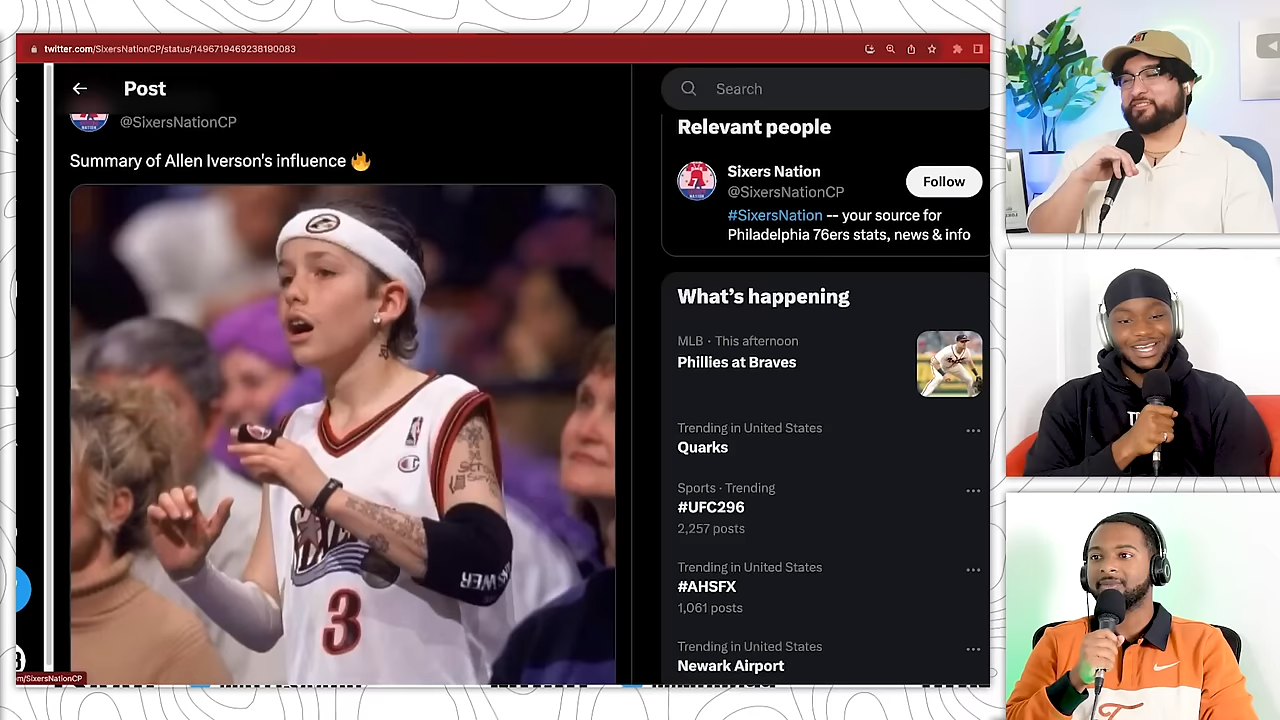 twitter.com/SixersNationCP/status/1496719469238190083
Post
@SixersNationCP
Summary of Allen Iverson's influence 🔥
3
Search
Relevant people
Sixers Nation
@SixersNationCP
Follow
#SixersNation -- your source for
Philadelphia 76ers stats, news & info
What's happening
MLB · This afternoon
Phillies at Braves
Trending in United States
Quarks
Sports · Trending
#UFC296
2,257 posts
Trending in United States
#AHSFX
1,061 posts
Trending in United States
Newark Airport
m/SixersNationCP